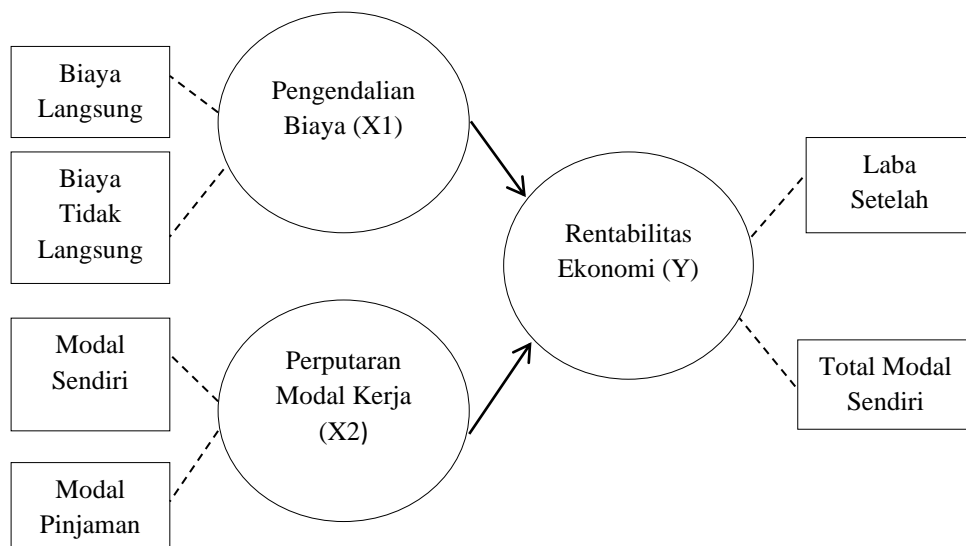 Biaya
Langsung
Biaya
Tidak
Langsung
Modal
Sendiri
Modal
Pinjaman
Pengendalian
Biaya (X1)
Perputaran
Modal Kerja
(X2)
Rentabilitas
Ekonomi (Y)
Laba
Setelah
Total Modal
Sendiri